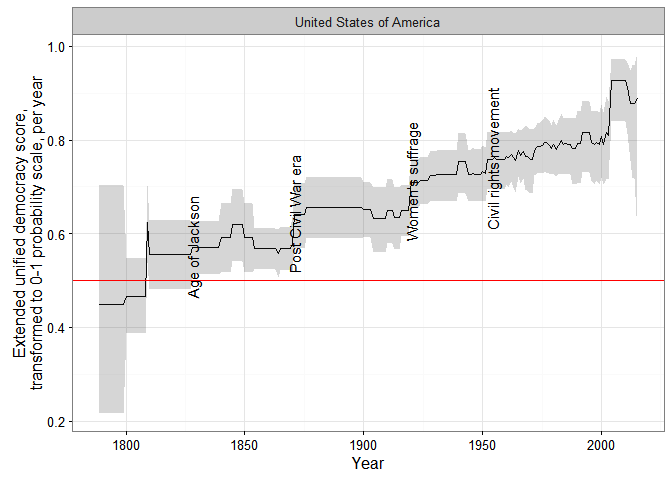 United States of America
Extended unified democracy score,
transformed to 0-1 probability scale, per year
1.0
0.8
0.6
0.4
0.2
Age of Jackson
Post Civil War era
Women's suffrage
Civil rights movement
1800
1850
1900
1950
2000
Year